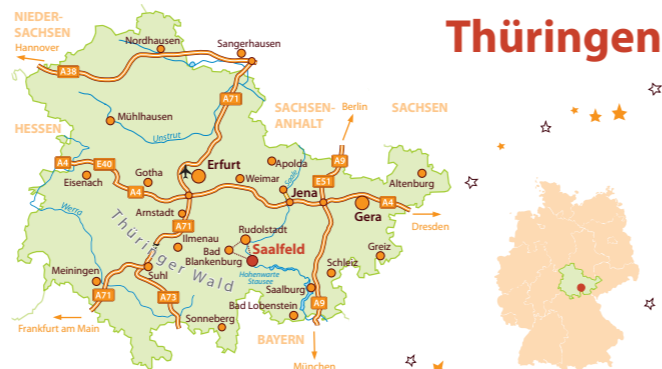 Thüringen
NIEDER-
SACHSEN
Hannover
Nordhausen
Sangerhausen
A38
A71
SACHSEN-
ANHALT
Berlin
SACHSEN
Mühlhausen
Unstrut
HESSEN
A4
E40
A4
Eisenach
Gotha
Erfurt
Weimar
Apolda
Saale
Jena
A9
E51
Altenburg
Gera
A4
Dresden
Werra
Arnstadt
A71
Thüringer Wald
Ilmenau
Rudolstadt
Bad
Blankenburg
Saalfeld
Hohenwarte
Stausee
Greiz
Schleiz
Meiningen
Suhl
A71
A73
Saalburg
Bad Lobenstein
A9
Sonneberg
Frankfurt am Main
BAYERN
München